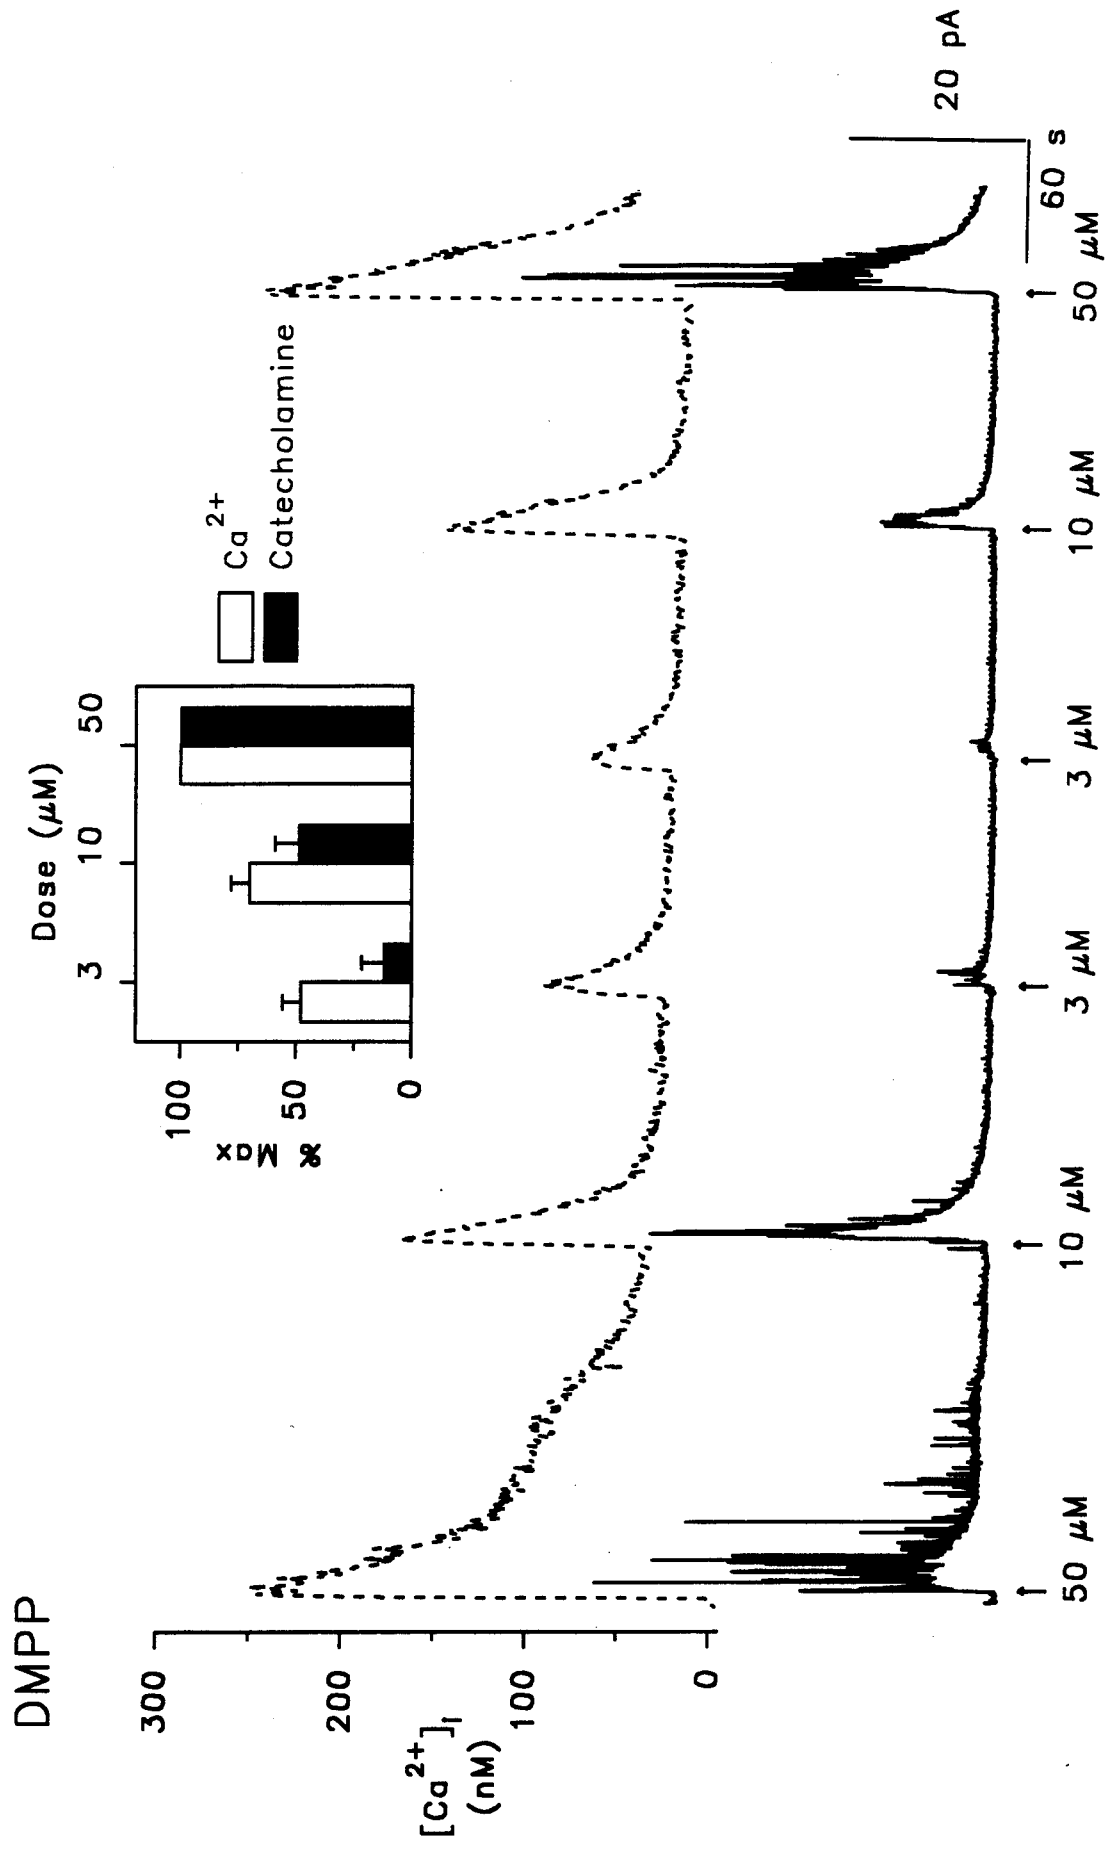 DMPP
Dose (μM)
3 10 50
100
50
0
% Max
Ca2+
Catecholamine
300
200
100
0
[Ca2+]i
(nM)
50 μM
10 μM
3 μM
3 μM
10 μM
50 μM
20 pA
60 s